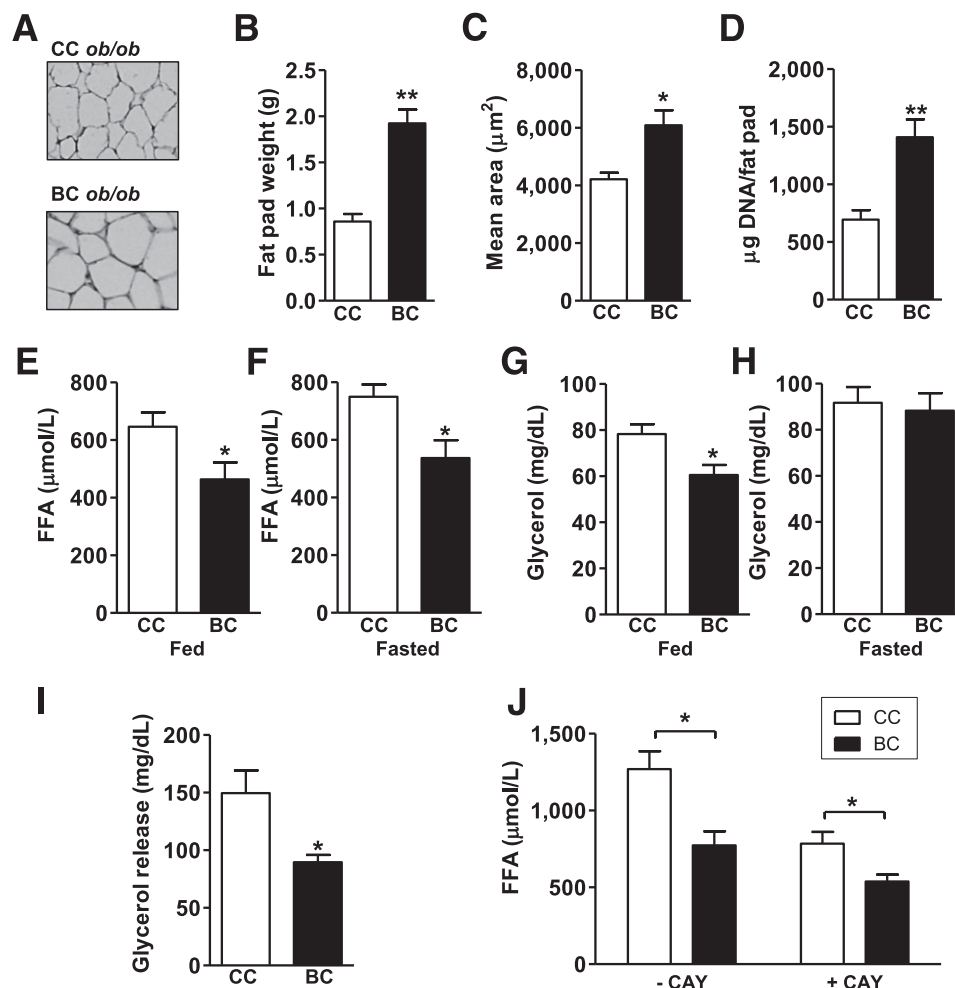 A
CC ob/ob
BC ob/ob
B
Fat pad weight (g)
2.5
2.0
1.5
1.0
0.5
0.0
**
CC BC
C
Mean area (μm²)
8,000
6,000
4,000
2,000
0
*
CC BC
D
μg DNA/fat pad
2,000
1,500
1,000
500
0
**
CC BC
E
FFA (μmol/L)
800
600
400
200
0
*
CC BC
Fed
F
FFA (μmol/L)
800
600
400
200
0
*
CC BC
Fasted
G
Glycerol (mg/dL)
100
80
60
40
20
0
*
CC BC
Fed
H
Glycerol (mg/dL)
100
80
60
40
20
0
CC BC
Fasted
I
Glycerol release (mg/dL)
200
150
100
50
0
*
CC BC
J
FFA (μmol/L)
1,500
1,000
500
0
*
*
CC
BC
- CAY + CAY